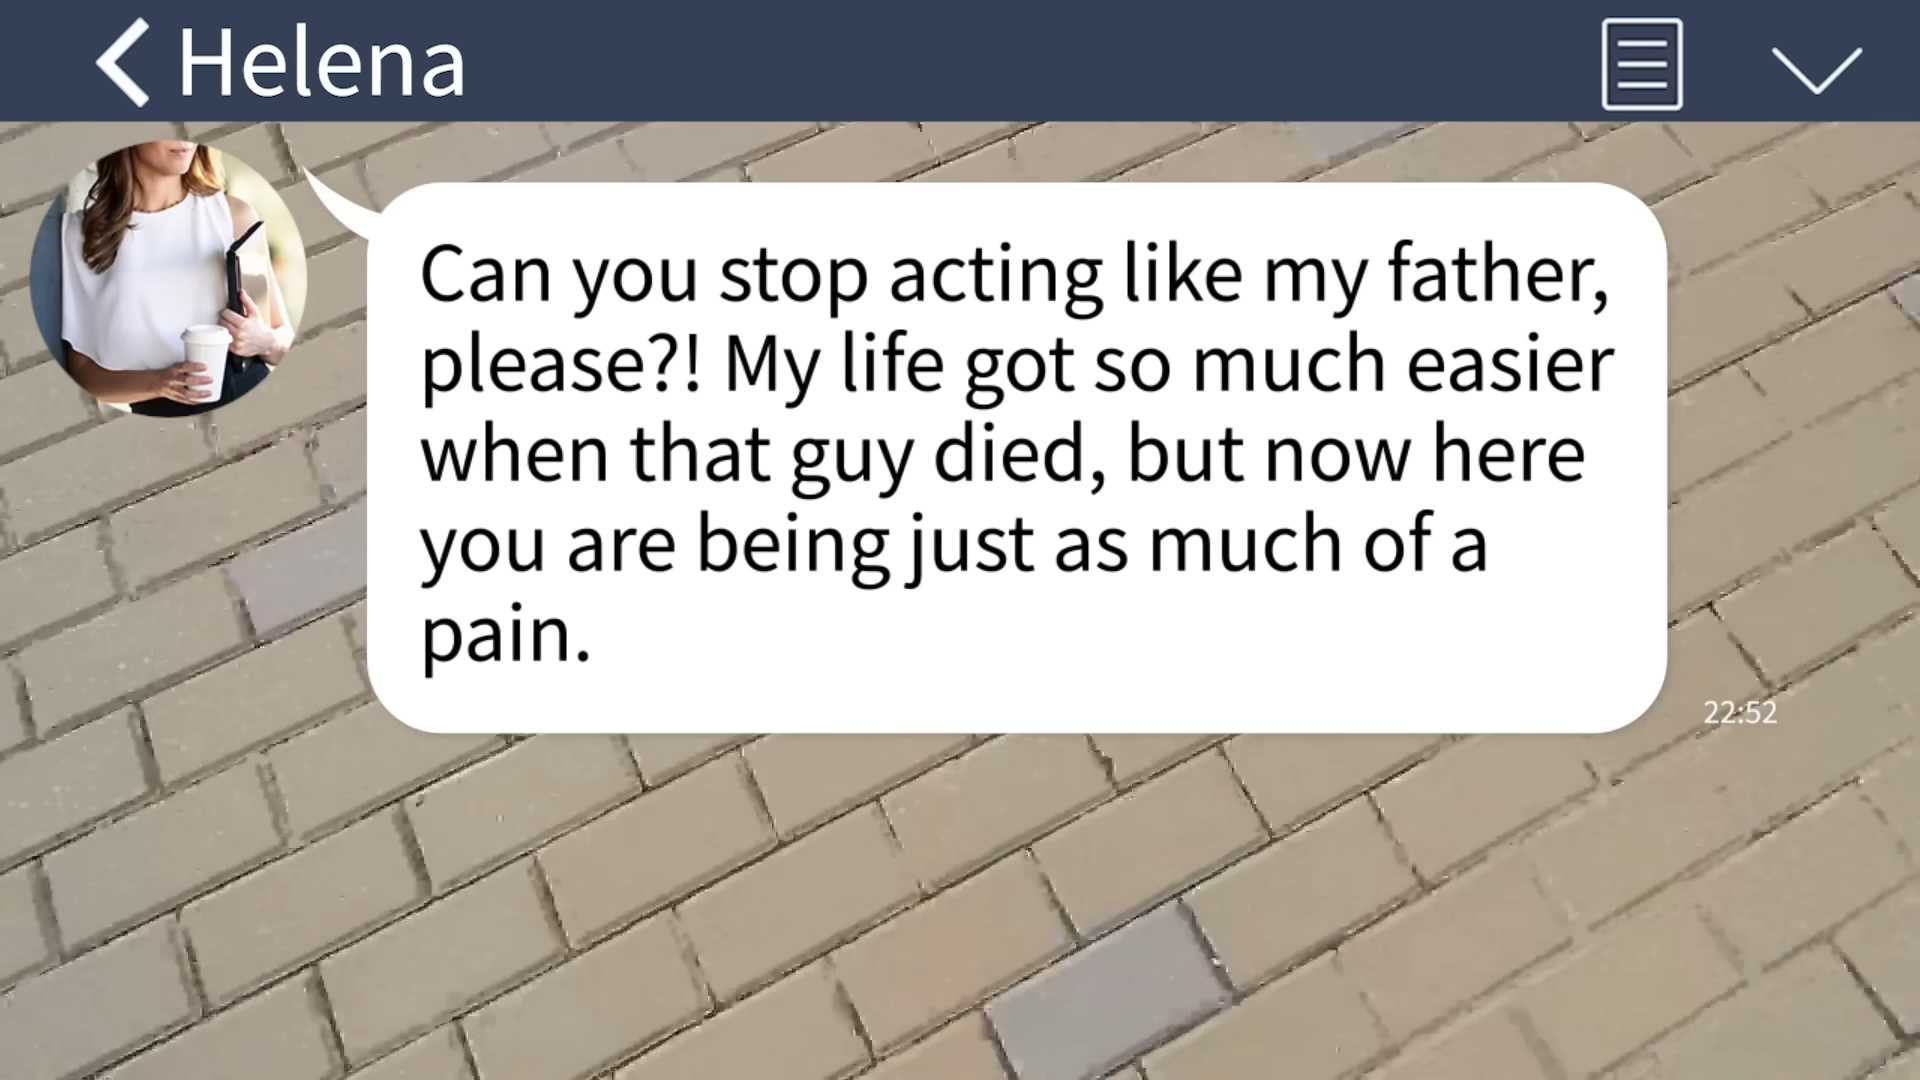 Helena
Can you stop acting like my father,
please?! My life got so much easier
when that guy died, but now here
you are being just as much of a
pain.
22:52